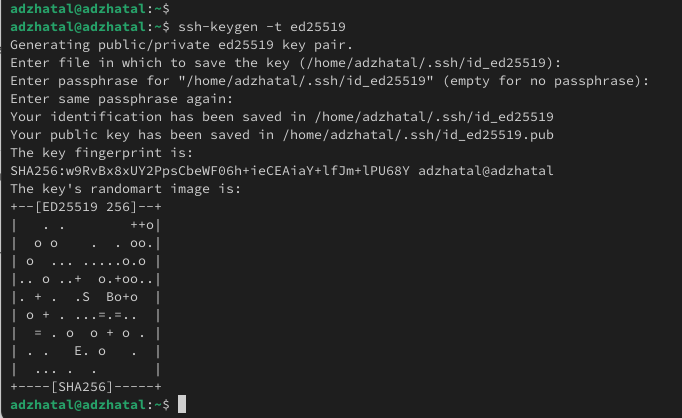 adzhatal@adzhatal:~$
adzhatal@adzhatal:~$ ssh-keygen -t ed25519
Generating public/private ed25519 key pair.
Enter file in which to save the key (/home/adzhatal/.ssh/id_ed25519):
Enter passphrase for "/home/adzhatal/.ssh/id_ed25519" (empty for no passphrase):
Enter same passphrase again:
Your identification has been saved in /home/adzhatal/.ssh/id_ed25519
Your public key has been saved in /home/adzhatal/.ssh/id_ed25519.pub
The key fingerprint is:
SHA256:w9RvBx8xUY2PpsCbeWF06h+ieCEAiaY+lfJm+lPU68Y adzhatal@adzhatal
The key's randomart image is:
+--[ED25519 256]--+
|   . .        ++o|
|  o o    .  . oo.|
| o  ... .....o.o |
|.. o ..+  o.+oo..|
|. + .  .S  Bo+o  |
| o + . ...=.=..  |
|  = . o  o + o . |
| . .   E. o   .  |
|  ... .  .       |
+----[SHA256]-----+
adzhatal@adzhatal:~$